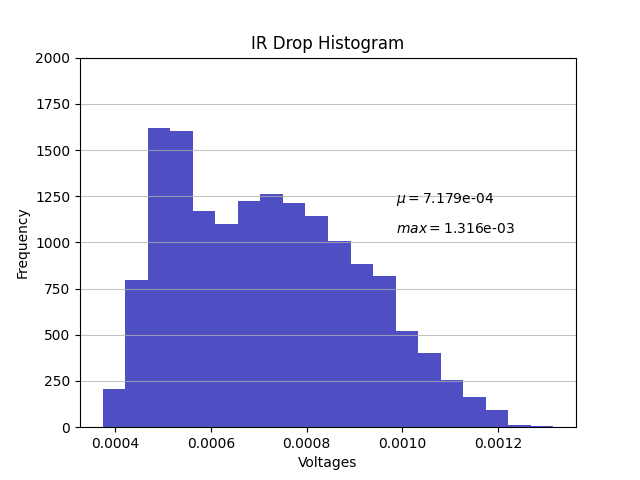 IR Drop Histogram
2000
1750
1500
1250
1000
750
500
250
0
Frequency
μ = 7.179e-04
max = 1.316e-03
0.0004 0.0006 0.0008 0.0010 0.0012
Voltages